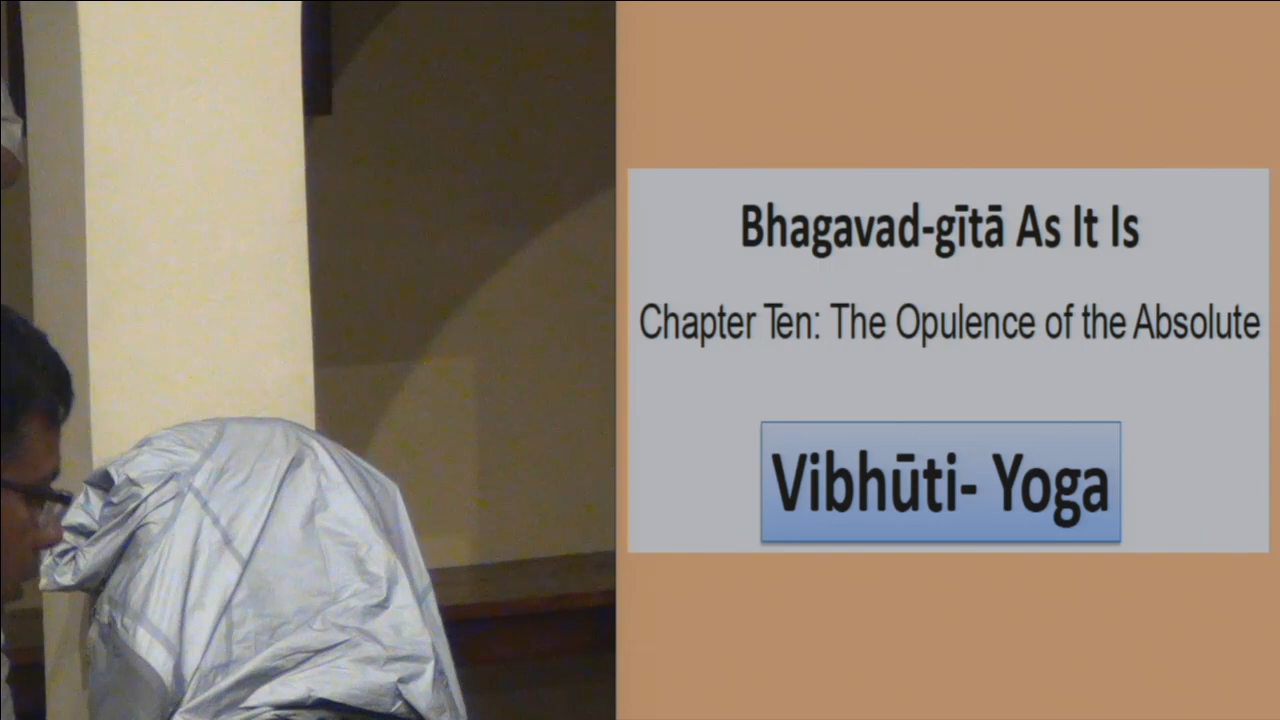 Bhagavad-gītā As It Is
Chapter Ten: The Opulence of the Absolute
Vibhūti- Yoga